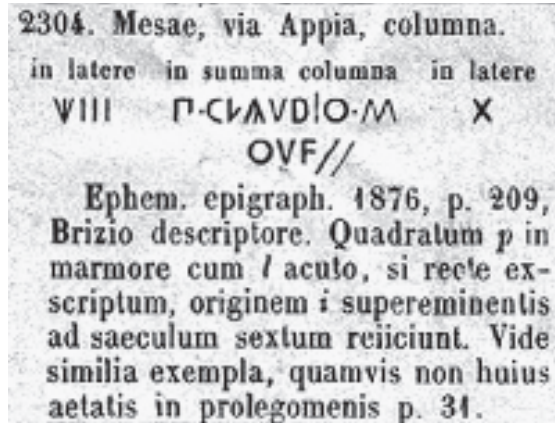 2304. Mesae, via Appia, columna.
in latere in summa columna in latere
ΨIII Π·CLAVDIO·M X
OVF//
Ephem. epigraph. 1876, p. 209,
Brizio descriptore. Quadratum p in
marmore cum l acuto, si recte ex-
scriptum, originem i supereminentis
ad saeculum sextum reiiciunt. Vide
similia exempla, quamvis non huius
aetatis in prolegomenis p. 31.